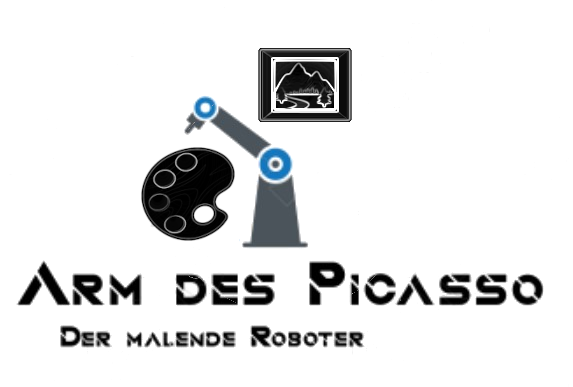 Arm des Picasso
Der malende Roboter